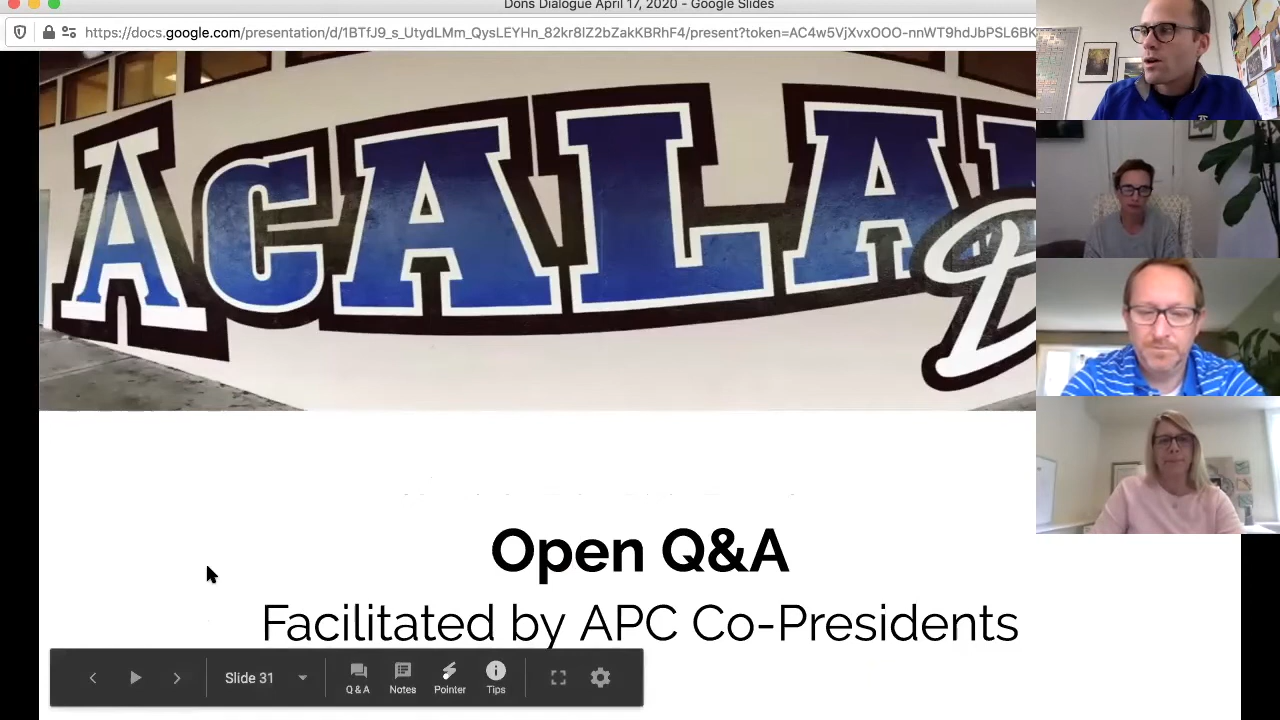 Dons Dialogue April 17, 2020 - Google Slides
https://docs.google.com/presentation/d/1BTfJ9_s_UtydLMm_QysLEYHn_82kr8lZ2bZakKBRhF4/present?token=AC4w5VjXvxOOO-nnWT9hdJbPSL6BK
ACALA
Open Q&A
Facilitated by APC Co-Presidents
Slide 31
Q & A Notes Pointer Tips